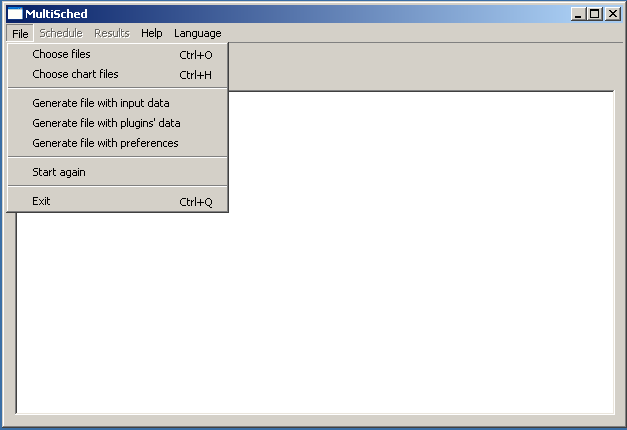 MultiSched
File Schedule Results Help Language
Choose files Ctrl+O
Choose chart files Ctrl+H
Generate file with input data
Generate file with plugins' data
Generate file with preferences
Start again
Exit Ctrl+Q